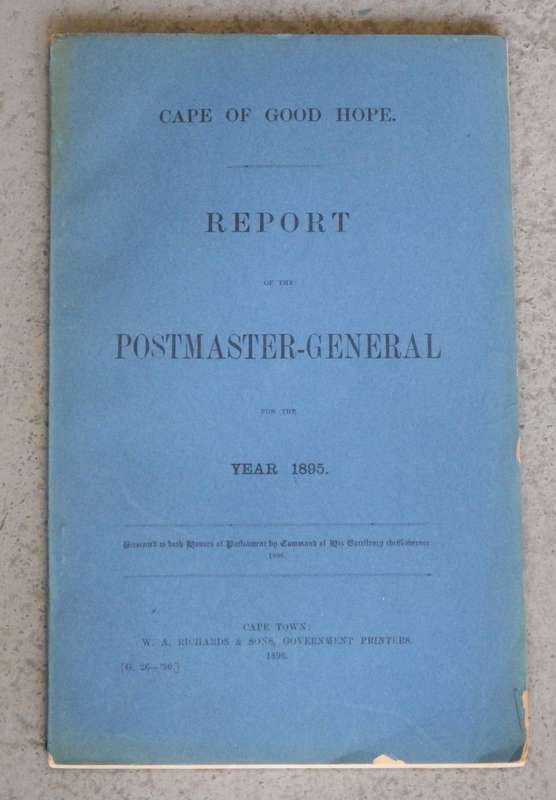 CAPE OF GOOD HOPE.
REPORT
OF THE
POSTMASTER-GENERAL
FOR THE
YEAR 1895.
Presented to both Houses of Parliament by Command of His Excellency the Governor
1896.
CAPE TOWN:
W. A. RICHARDS & SONS, GOVERNMENT PRINTERS.
1896.
[G. 26—'96.]